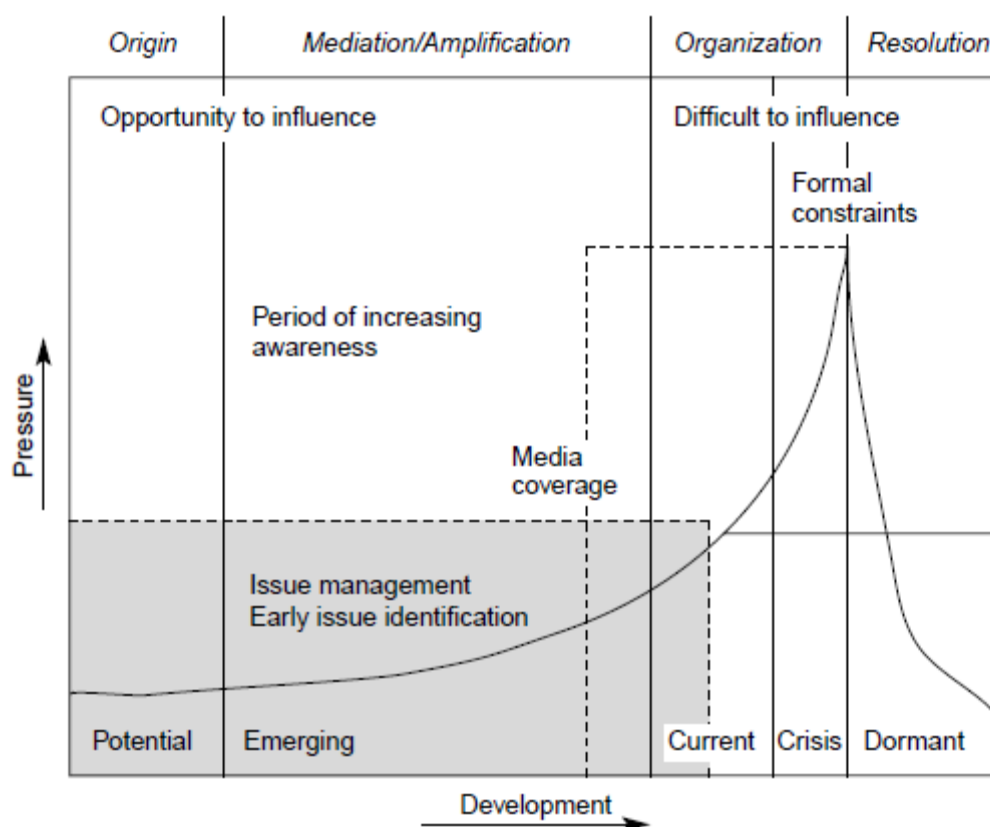 Origin
Mediation/Amplification
Organization
Resolution
Opportunity to influence
Difficult to influence
Formal
constraints
Period of increasing
awareness
Pressure
Media
coverage
Issue management
Early issue identification
Potential
Emerging
Current
Crisis
Dormant
Development